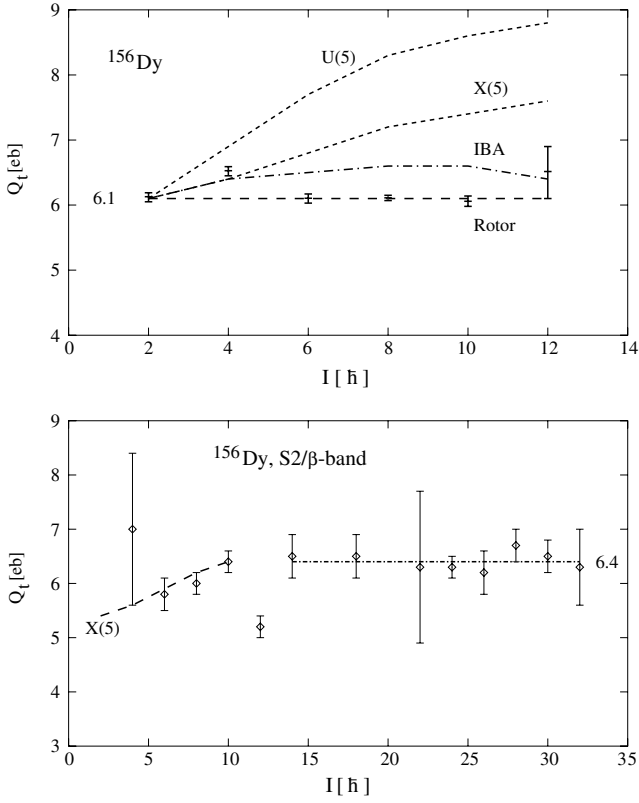 9
8
7
6
5
4
Q_t [eb]
¹⁵⁶Dy
U(5)
X(5)
IBA
6.1
Rotor
0 2 4 6 8 10 12 14
I [ ħ ]
9
8
7
6
5
4
3
Q_t [eb]
¹⁵⁶Dy, S2/β-band
6.4
X(5)
0 5 10 15 20 25 30 35
I [ ħ ]